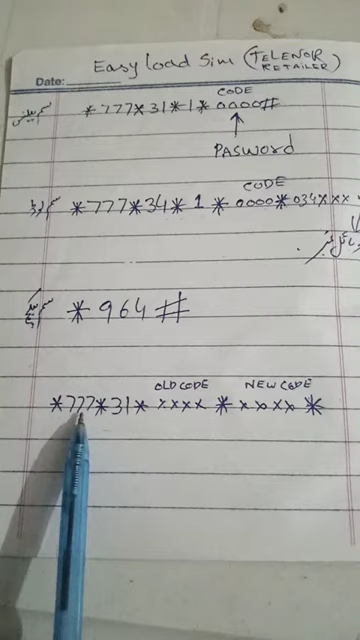 Easy Load Sim (TELENOR RETAILER)
Date:
CODE
*777*31*1*0000#
PASWORD
CODE
*777*34*1*0000*034xxx
*964#
OLD CODE NEW CODE
*777*31*xxxx*xxxx*